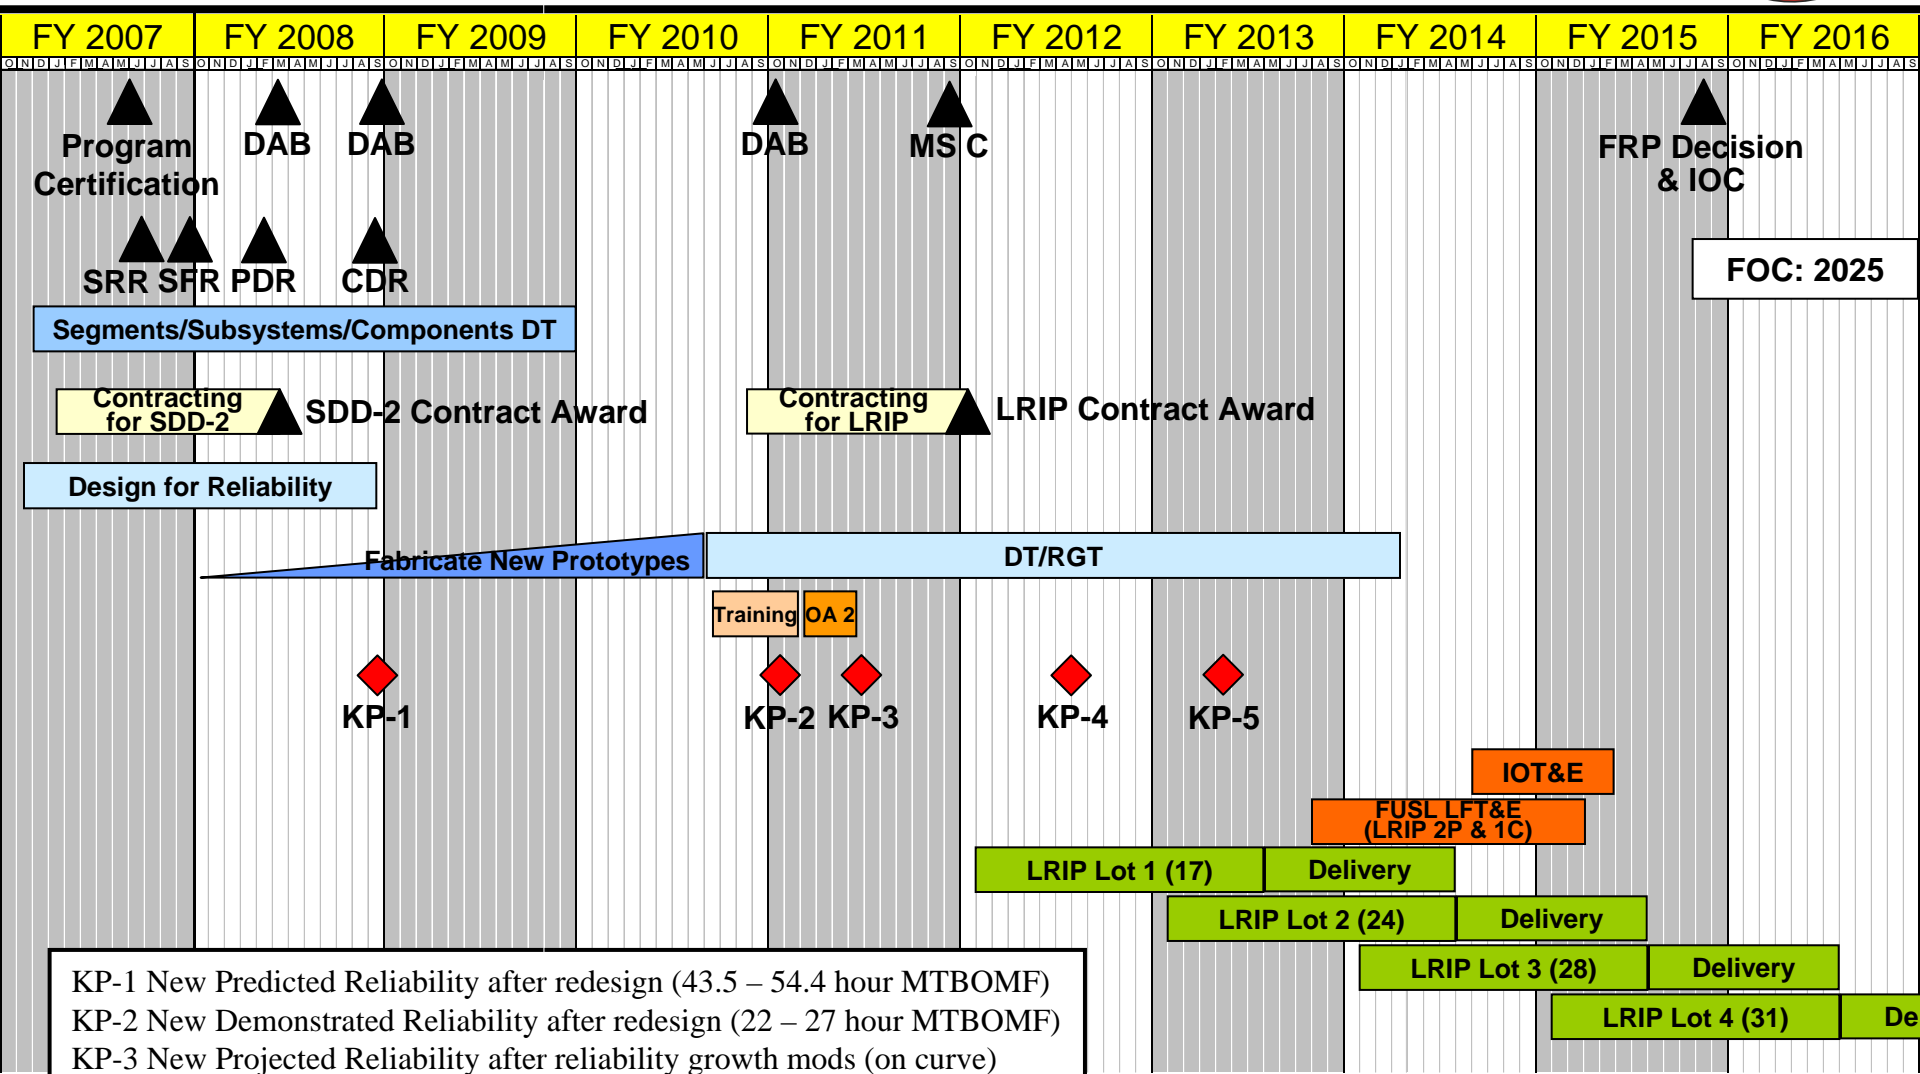 FY 2007 FY 2008 FY 2009 FY 2010 FY 2011 FY 2012 FY 2013 FY 2014 FY 2015 FY 2016
O N D J F M A M J J A S O N D J F M A M J J A S O N D J F M A M J J A S O N D J F M A M J J A S O N D J F M A M J J A S O N D J F M A M J J A S O N D J F M A M J J A S O N D J F M A M J J A S O N D J F M A M J J A S O N D J F M A M J J A S
Program
Certification
DAB
DAB
DAB
MS C
FRP Decision
& IOC
SRR SFR PDR CDR
FOC: 2025
Segments/Subsystems/Components DT
Contracting
for SDD-2
SDD-2 Contract Award
Contracting
for LRIP
LRIP Contract Award
Design for Reliability
Fabricate New Prototypes
DT/RGT
Training
OA 2
KP-1 KP-2 KP-3 KP-4 KP-5
IOT&E
FUSL LFT&E
(LRIP 2P & 1C)
LRIP Lot 1 (17) Delivery
LRIP Lot 2 (24) Delivery
LRIP Lot 3 (28) Delivery
LRIP Lot 4 (31) De
KP-1 New Predicted Reliability after redesign (43.5 – 54.4 hour MTBOMF)
KP-2 New Demonstrated Reliability after redesign (22 – 27 hour MTBOMF)
KP-3 New Projected Reliability after reliability growth mods (on curve)